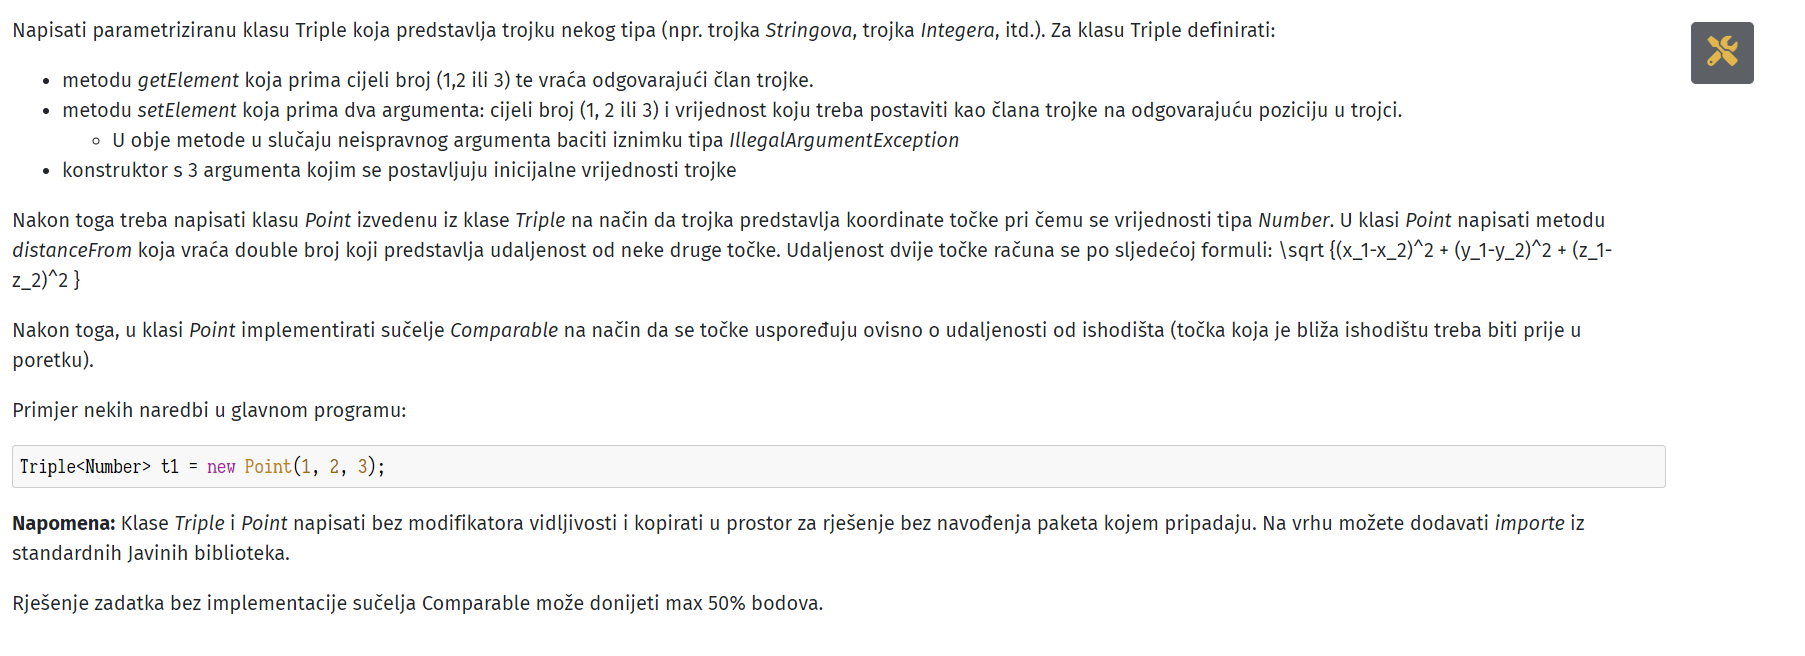 Napisati parametriziranu klasu Triple koja predstavlja trojku nekog tipa (npr. trojka Stringova, trojka Integera, itd.). Za klasu Triple definirati:
• metodu getElement koja prima cijeli broj (1,2 ili 3) te vraća odgovarajući član trojke.
• metodu setElement koja prima dva argumenta: cijeli broj (1, 2 ili 3) i vrijednost koju treba postaviti kao člana trojke na odgovarajuću poziciju u trojci.
◦ U obje metode u slučaju neispravnog argumenta baciti iznimku tipa IllegalArgumentException
• konstruktor s 3 argumenta kojim se postavljuju inicijalne vrijednosti trojke
Nakon toga treba napisati klasu Point izvedenu iz klase Triple na način da trojka predstavlja koordinate točke pri čemu se vrijednosti tipa Number. U klasi Point napisati metodu
distanceFrom koja vraća double broj koji predstavlja udaljenost od neke druge točke. Udaljenost dvije točke računa se po sljedećoj formuli: \sqrt {(x_1-x_2)^2 + (y_1-y_2)^2 + (z_1-
z_2)^2 }
Nakon toga, u klasi Point implementirati sučelje Comparable na način da se točke uspoređuju ovisno o udaljenosti od ishodišta (točka koja je bliža ishodištu treba biti prije u
poretku).
Primjer nekih naredbi u glavnom programu:
Triple<Number> t1 = new Point(1, 2, 3);
Napomena: Klase Triple i Point napisati bez modifikatora vidljivosti i kopirati u prostor za rješenje bez navođenja paketa kojem pripadaju. Na vrhu možete dodavati importe iz
standardnih Javinih biblioteka.
Rješenje zadatka bez implementacije sučelja Comparable može donijeti max 50% bodova.